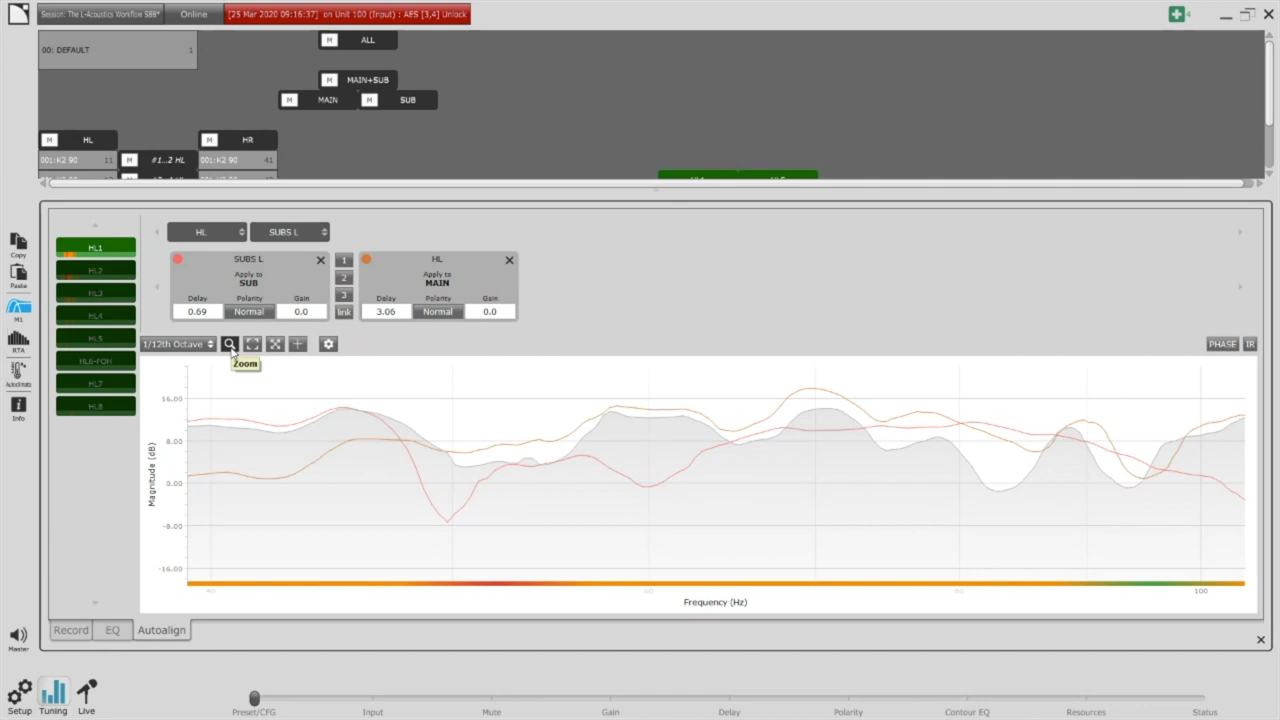 Session: The L-Acoustics Workflow SBB*
Online
[25 Mar 2020 09:16:37] on Unit 100 (Input) : AES [3,4] Unlock
00: DEFAULT 1
M ALL
M MAIN+SUB
M MAIN M SUB
M HL M HR
001:K2 90 11 M #1...2 HL 001:K2 90 41
Copy
Paste
M1
RTA
Autoclimate
Info
Master
HL1
HL2
HL3
HL4
HL5
HL6-FOH
HL7
HL8
HL SUBS L
SUBS L
Apply to
SUB
Delay Polarity Gain
0.69 Normal 0.0
1
2
3
link
HL
Apply to
MAIN
Delay Polarity Gain
3.06 Normal 0.0
1/12th Octave
Zoom
PHASE IR
Magnitude (dB)
16.00
8.00
0.00
-8.00
-16.00
40 60 80 100
Frequency (Hz)
Record EQ Autoalign
Setup Tuning Live
Preset/CFG Input Mute Gain Delay Polarity Contour EQ Resources Status